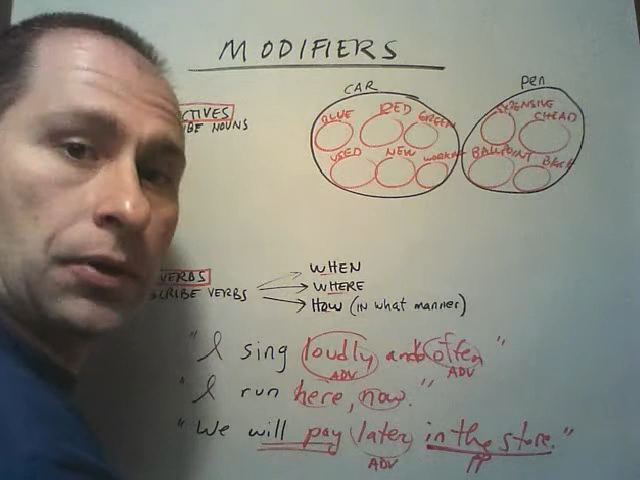 MODIFIERS
CTIVES
BE NOUNS
CAR
BLUE RED GREEN
USED NEW
PEN
EXPENSIVE
CHEAP
BALLPOINT
VERBS
SCRIBE VERBS
WHEN
WHERE
HOW (IN WHAT MANNER)
"I sing loudly and often"
ADV ADV
"I run here, now."
"We will pay later in the store."
ADV PP